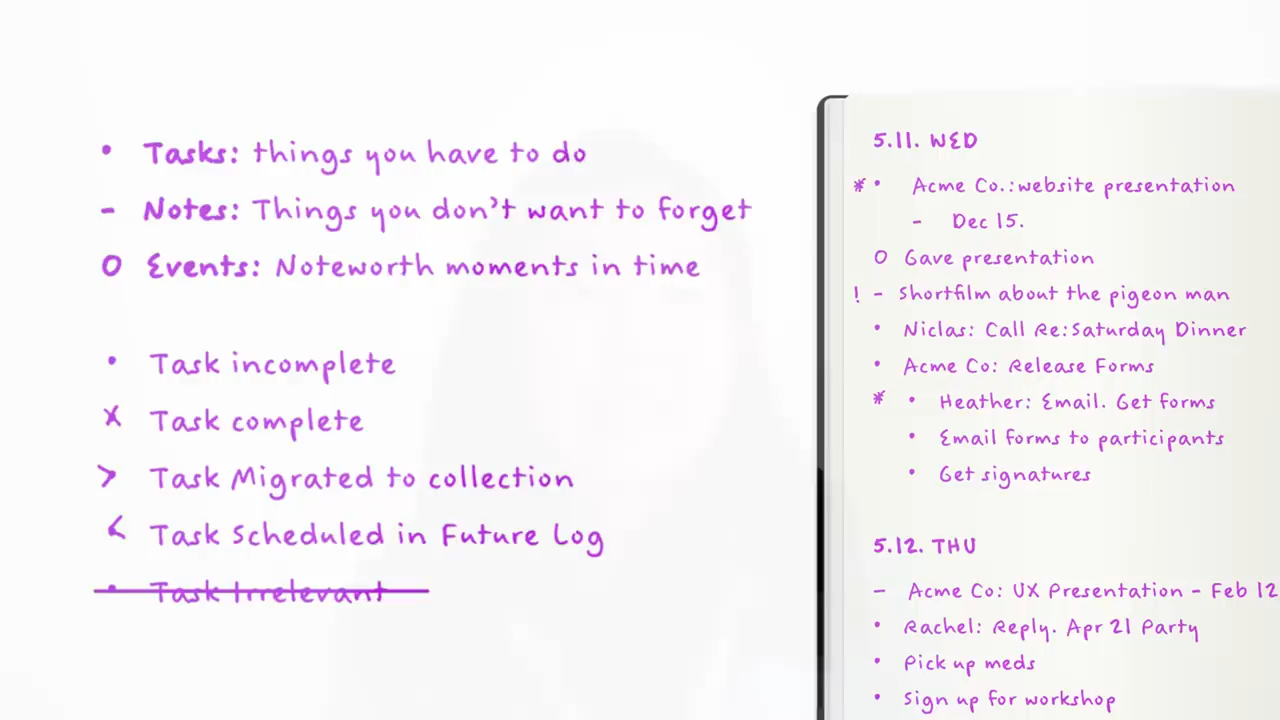 • Tasks: things you have to do
- Notes: Things you don't want to forget
O Events: Noteworth moments in time
• Task incomplete
x Task complete
> Task Migrated to collection
< Task Scheduled in Future Log
• Task Irrelevant
5.11. WED
* • Acme Co.:website presentation
- Dec 15.
O Gave presentation
! - Shortfilm about the pigeon man
• Niclas: Call Re:Saturday Dinner
• Acme Co: Release Forms
* • Heather: Email. Get forms
• Email forms to participants
• Get signatures
5.12. THU
- Acme Co: UX Presentation - Feb 12
• Rachel: Reply. Apr 21 Party
• Pick up meds
• Sign up for workshop